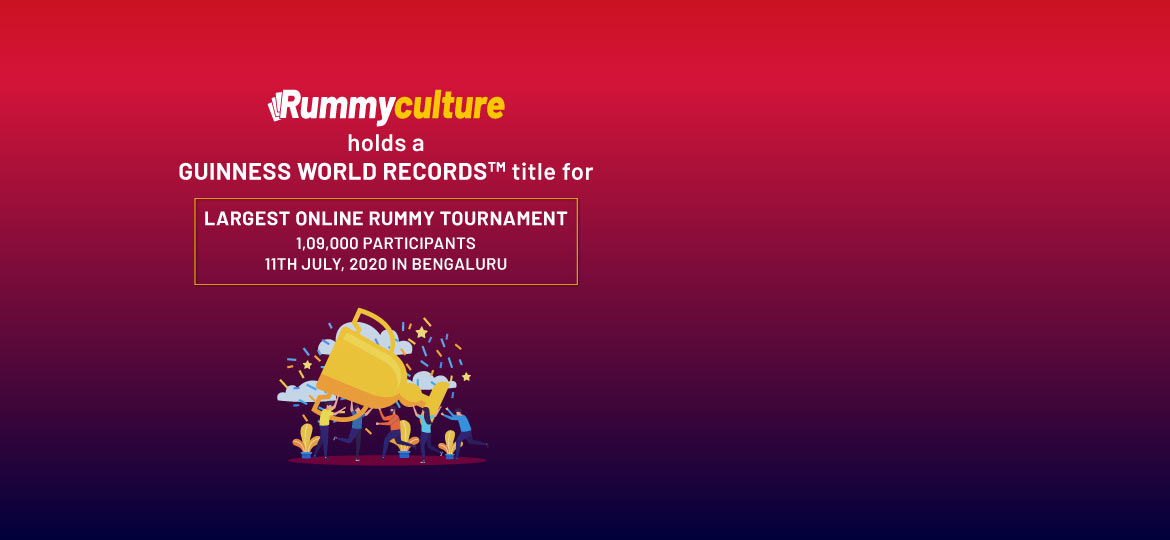 Rummyculture
holds a
GUINNESS WORLD RECORDS™ title for
LARGEST ONLINE RUMMY TOURNAMENT
1,09,000 PARTICIPANTS
11TH JULY, 2020 IN BENGALURU